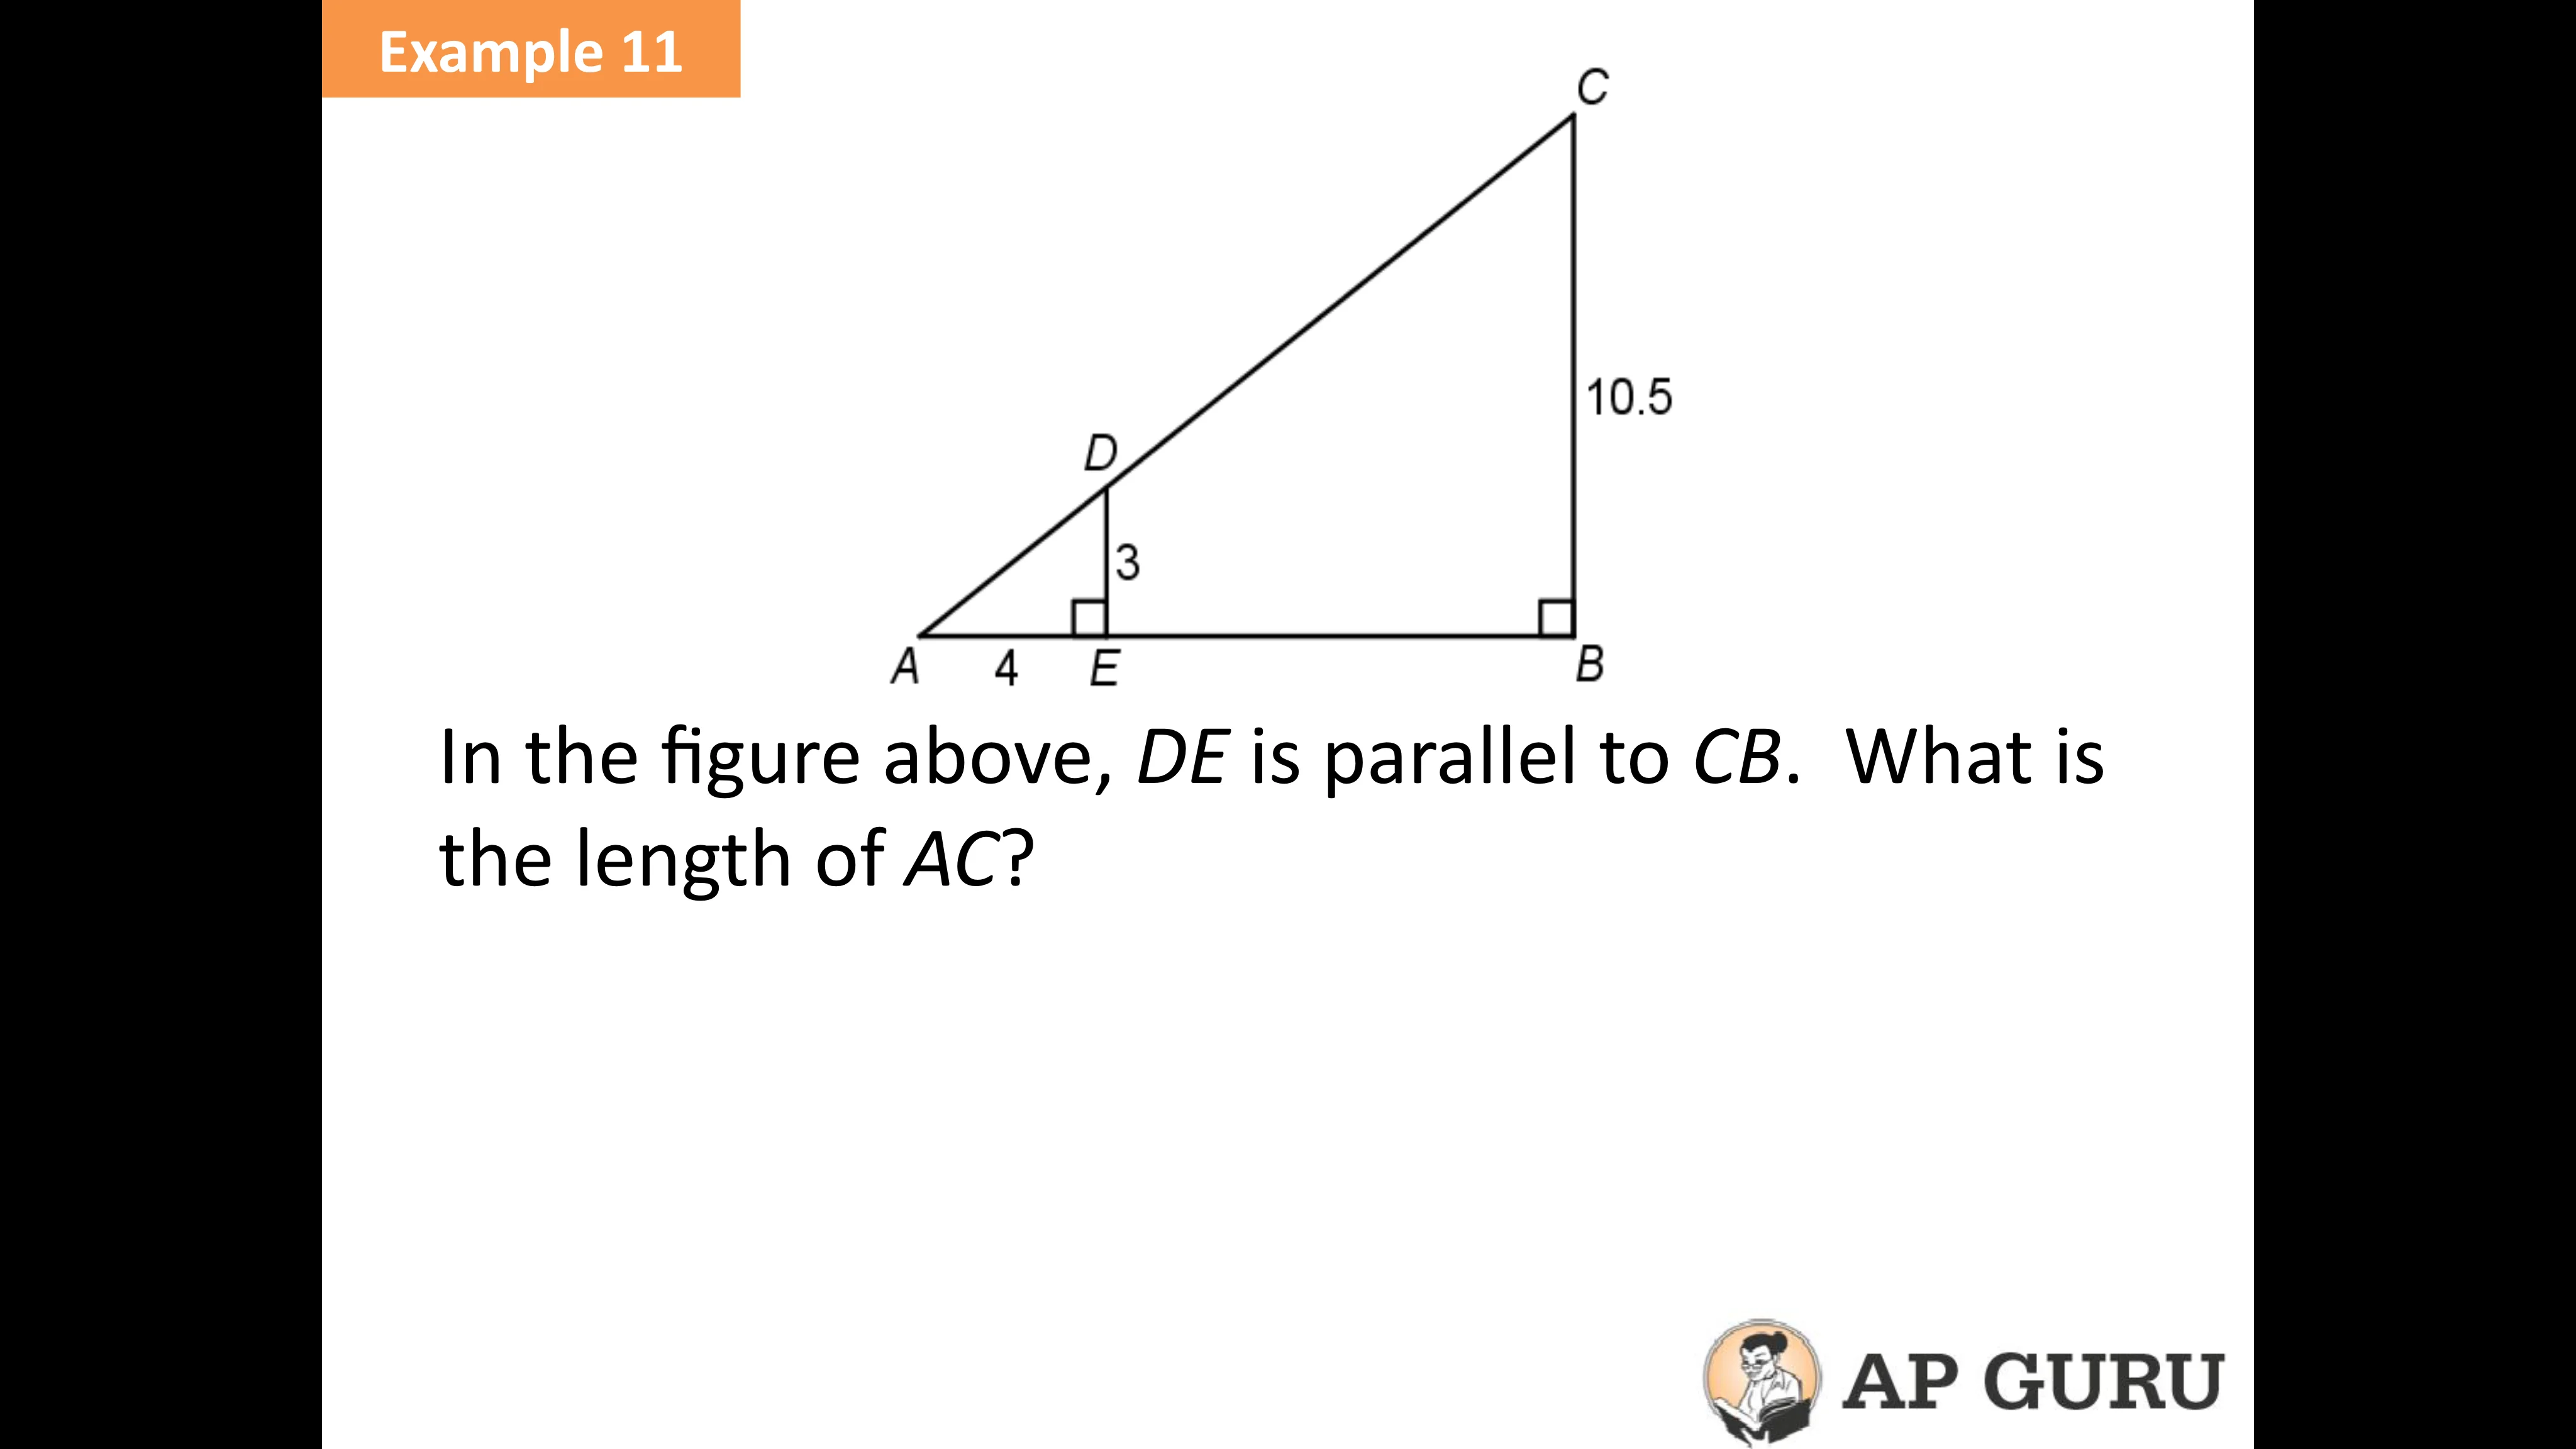 Example 11
C
10.5
D
3
A 4 E B
In the figure above, DE is parallel to CB. What is
the length of AC?
AP GURU